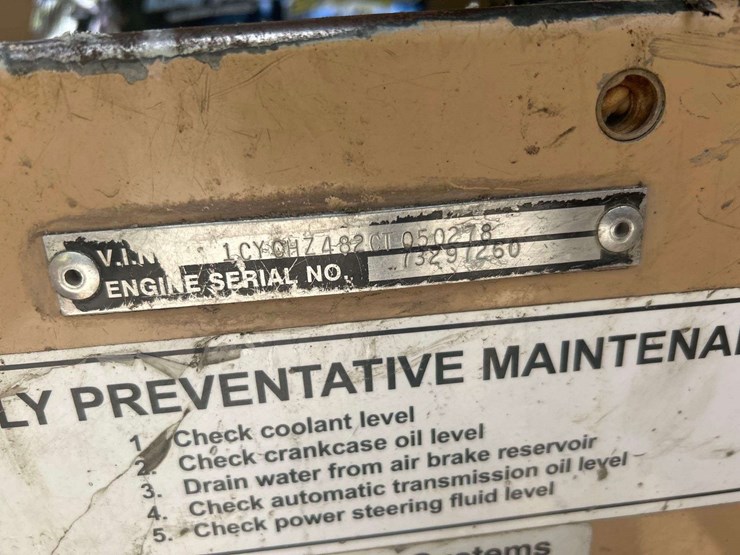 V.I.N. 1CYGHZ482CT050278
ENGINE SERIAL NO. 73297260
LY PREVENTATIVE MAINTENA
1 Check coolant level
2. Check crankcase oil level
3. Drain water from air brake reservoir
4. Check automatic transmission oil level
5. Check power steering fluid level